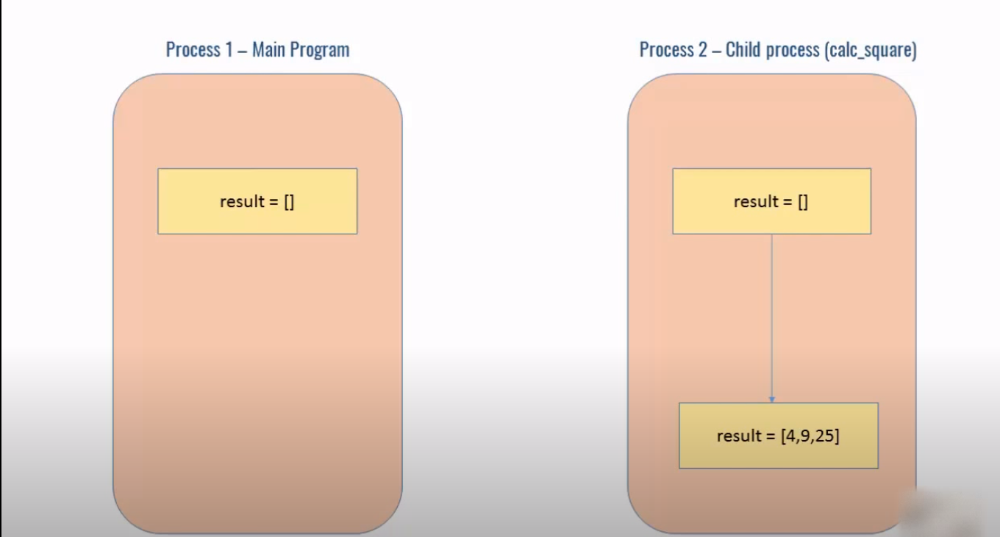 Process 1 – Main Program
Process 2 – Child process (calc_square)
result = []
result = []
result = [4,9,25]